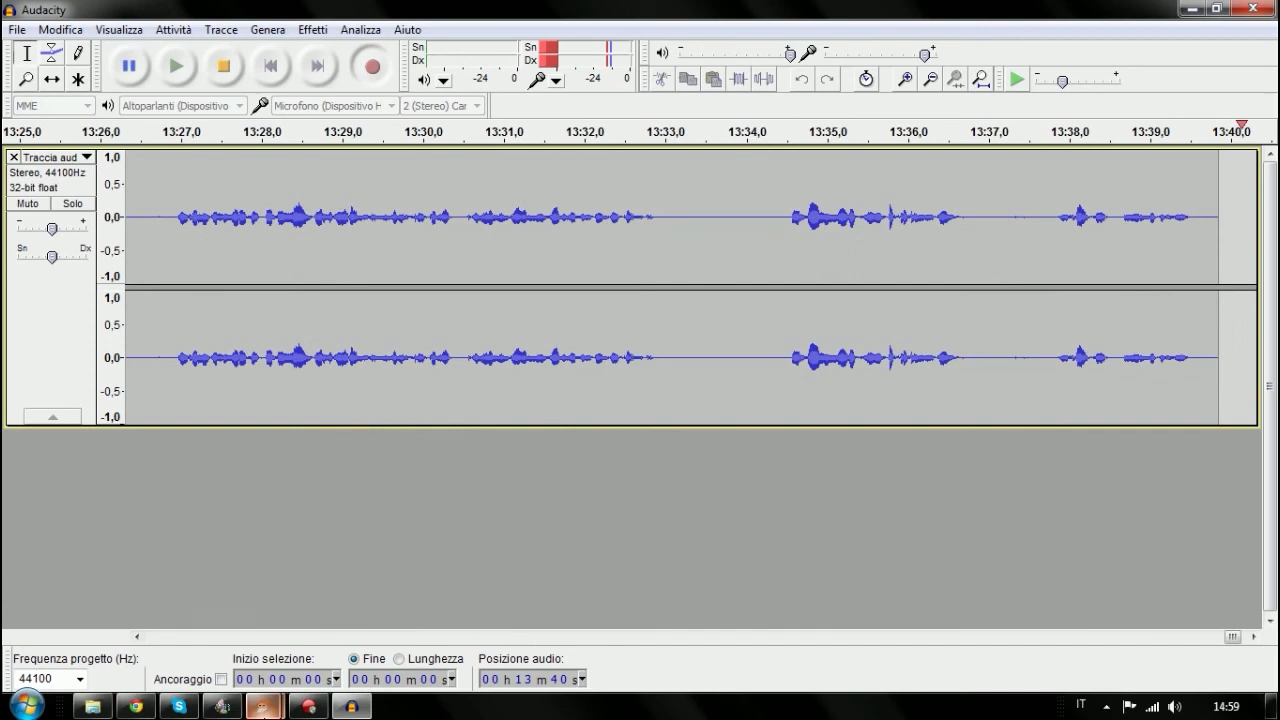 Audacity
File Modifica Visualizza Attività Tracce Genera Effetti Analizza Aiuto
Sn Sn
Dx Dx
-24 0 -24 0
- + - + - +
MME Altoparlanti (Dispositivo Microfono (Dispositivo H 2 (Stereo) Car
13:25,0 13:26,0 13:27,0 13:28,0 13:29,0 13:30,0 13:31,0 13:32,0 13:33,0 13:34,0 13:35,0 13:36,0 13:37,0 13:38,0 13:39,0 13:40,0
Traccia aud
Stereo, 44100Hz
32-bit float
Muto Solo
- +
Sn Dx
1,0
0,5
0,0
-0,5
-1,0
1,0
0,5
0,0
-0,5
-1,0
Frequenza progetto (Hz): Inizio selezione: Fine Lunghezza Posizione audio:
44100 Ancoraggio 00 h 00 m 00 s 00 h 00 m 00 s 00 h 13 m 40 s
IT 14:59